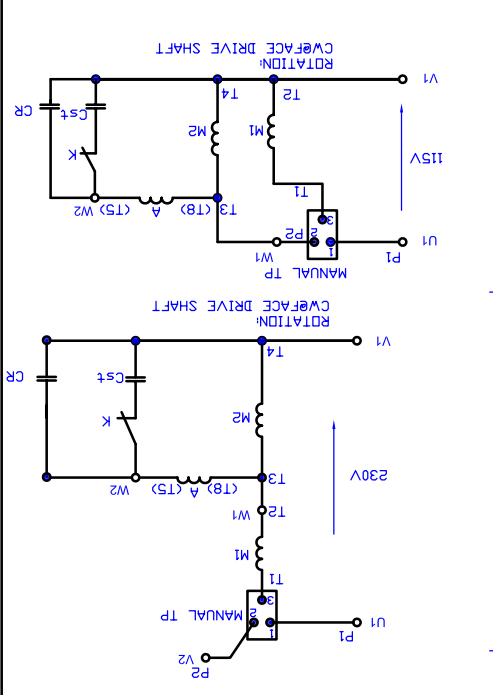 P2
V2
P1
U1
1
2
MANUAL TP
3
T1
M1
T2 W1
T3 (T8) A (T5) W2
230V
K
M2
Cst
CR
T4
V1
ROTATION:
CW@FACE DRIVE SHAFT
MANUAL TP
P1
W1
U1
1
2 P2
3
T1
T3 (T8) A (T5) W2
115V
K
M1
M2
Cst
CR
T2
T4
V1
ROTATION:
CW@FACE DRIVE SHAFT